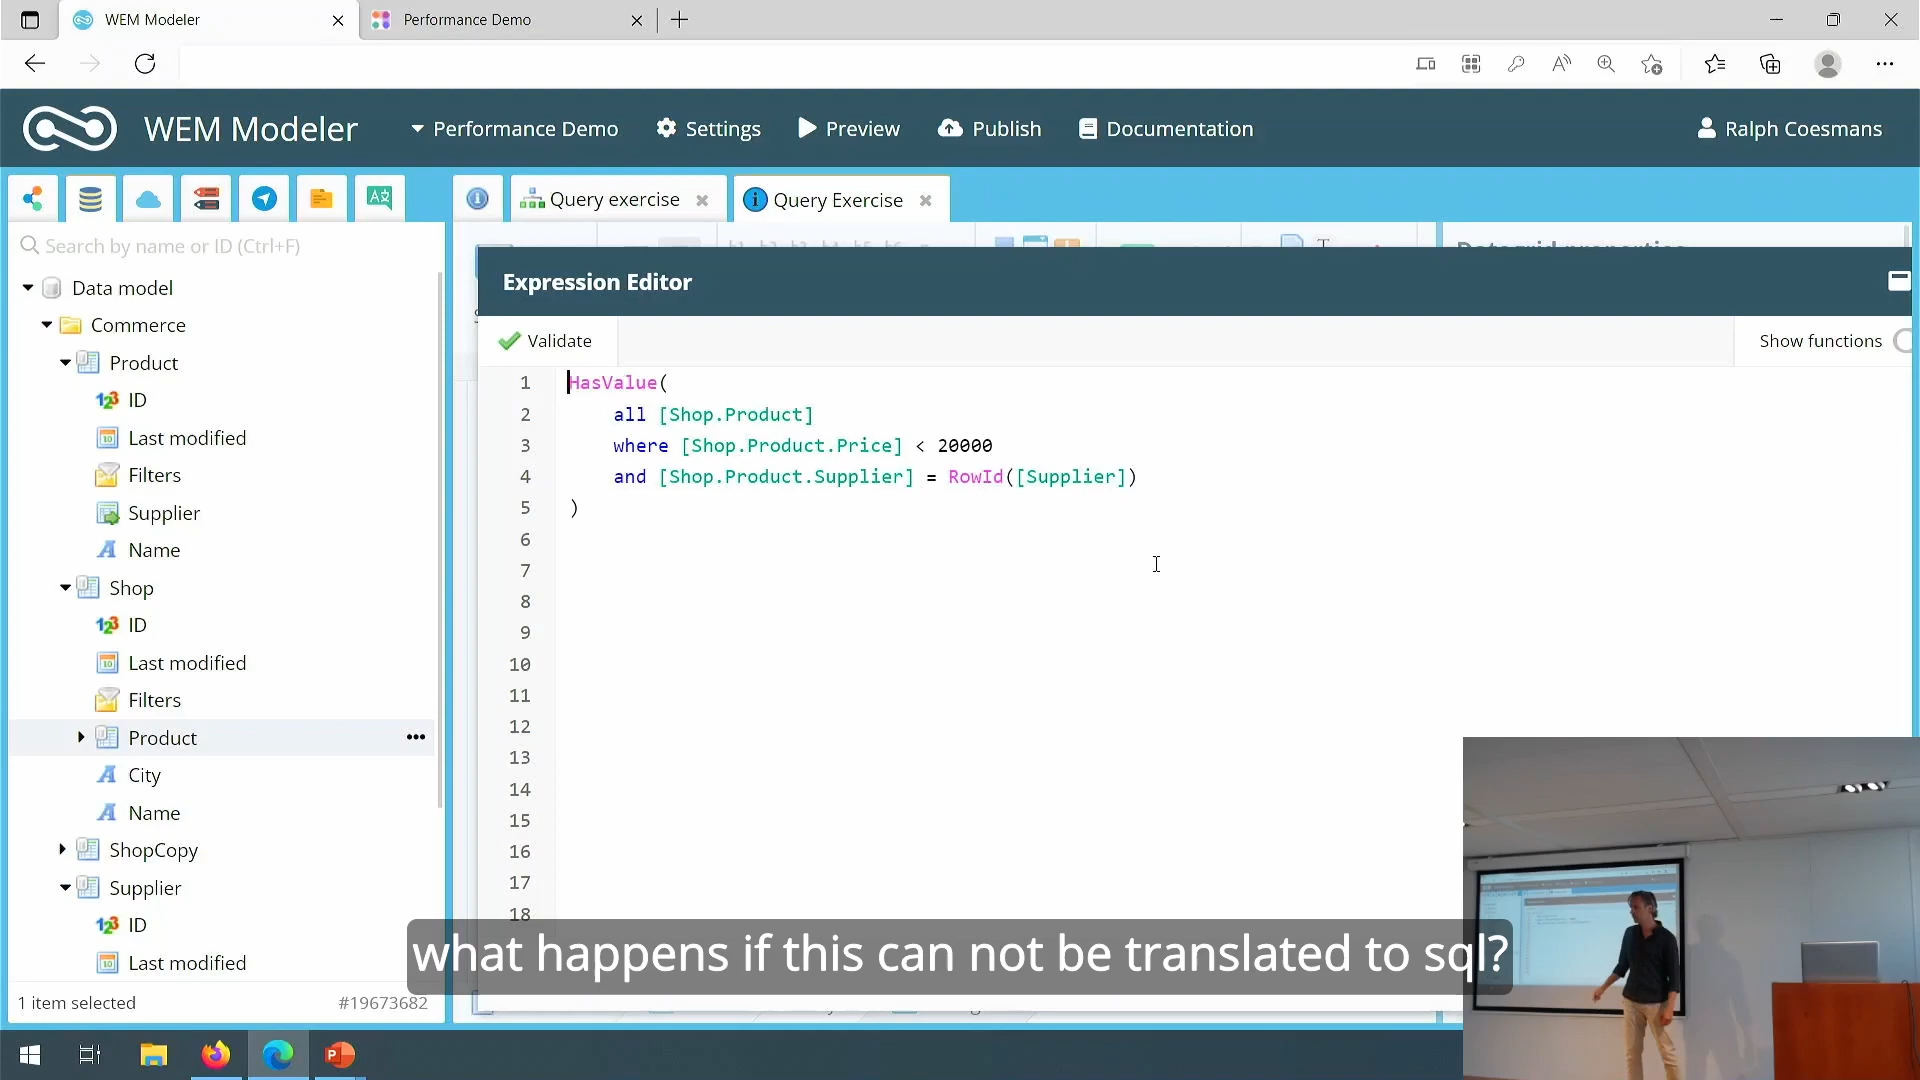 WEM Modeler
Performance Demo
WEM Modeler
Performance Demo
Settings
Preview
Publish
Documentation
Ralph Coesmans
Query exercise
Query Exercise
Search by name or ID (Ctrl+F)
Data model
Commerce
Product
123 ID
Last modified
Filters
Supplier
A Name
Shop
123 ID
Last modified
Filters
Product
A City
A Name
ShopCopy
Supplier
123 ID
Last modified
1 item selected
#19673682
Datagrid properties
Expression Editor
Validate
Show functions
1 HasValue(
2 all [Shop.Product]
3 where [Shop.Product.Price] < 20000
4 and [Shop.Product.Supplier] = RowId([Supplier])
5 )
6
7
8
9
10
11
12
13
14
15
16
17
18
what happens if this can not be translated to sql?